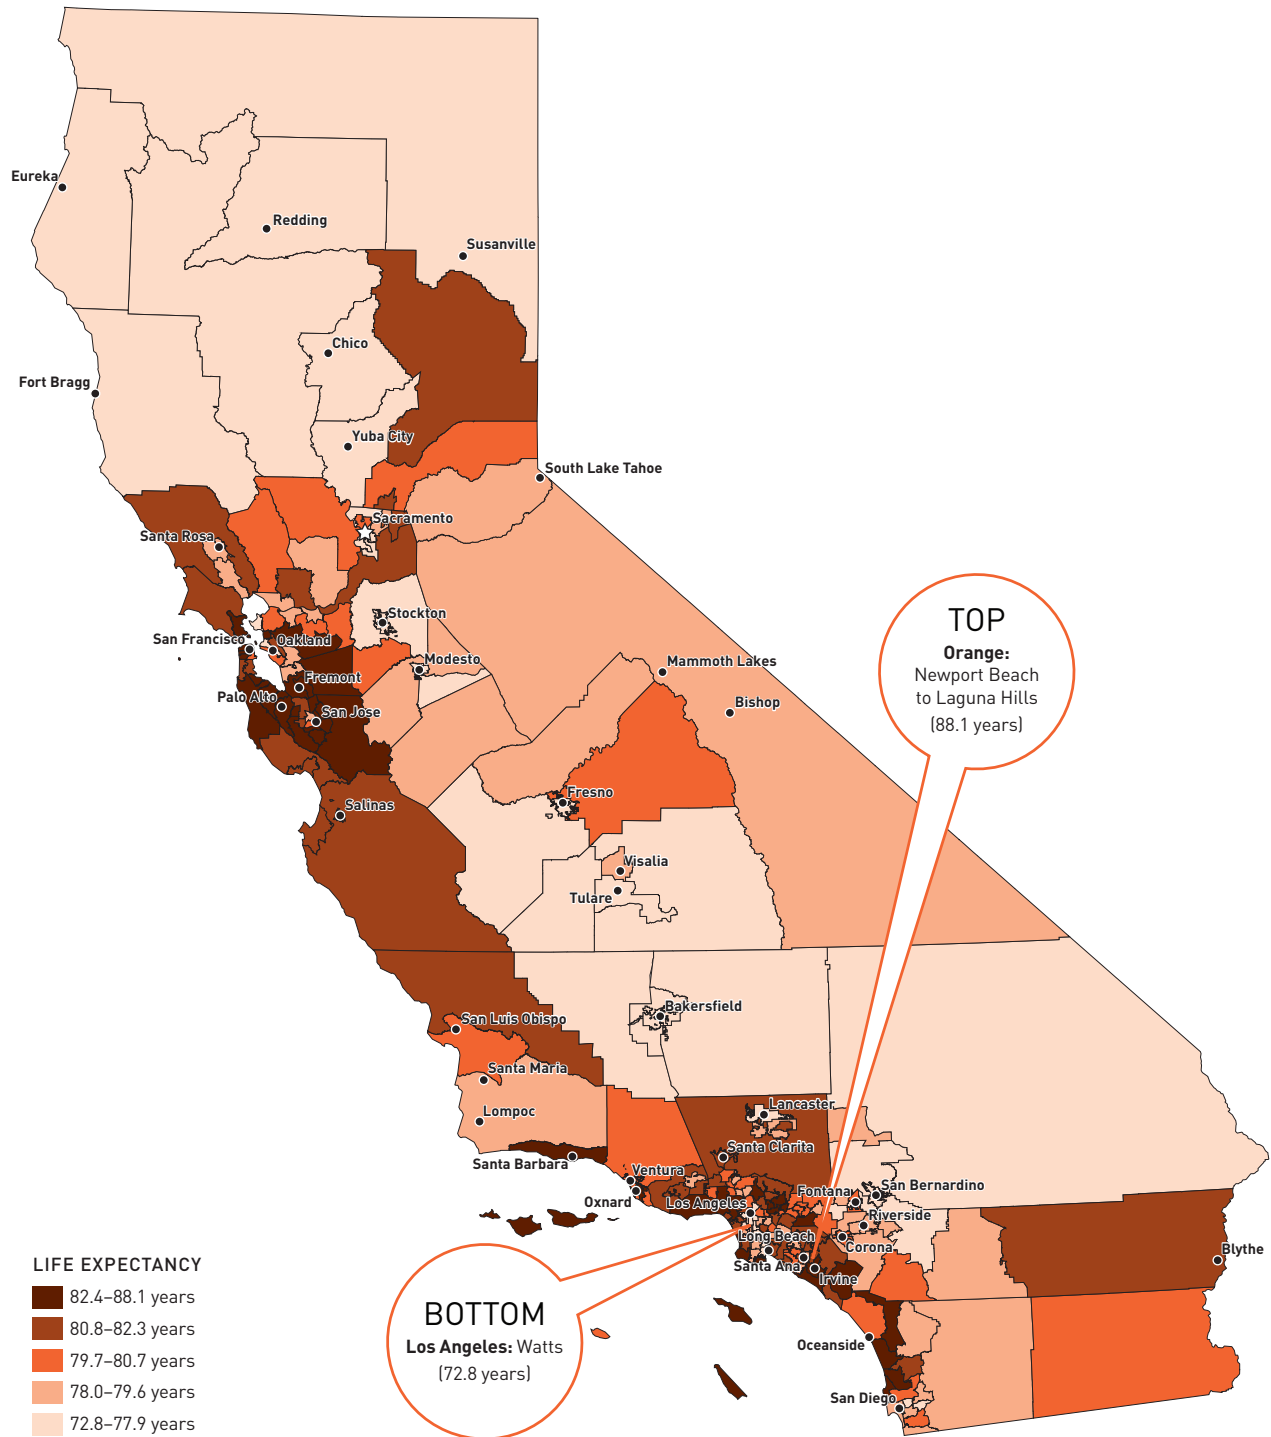 Eureka
Redding
Susanville
Chico
Fort Bragg
Yuba City
South Lake Tahoe
Sacramento
Santa Rosa
Stockton
San Francisco
Oakland
Modesto
Mammoth Lakes
Fremont
Palo Alto
Bishop
San Jose
TOP
Orange:
Newport Beach
to Laguna Hills
(88.1 years)
Fresno
Salinas
Visalia
Tulare
Bakersfield
San Luis Obispo
Santa Maria
Lompoc
Lancaster
Santa Clarita
Santa Barbara
Ventura
Oxnard
Fontana
San Bernardino
Los Angeles
Riverside
Long Beach
Corona
Blythe
Santa Ana
Irvine
Oceanside
San Diego
BOTTOM
Los Angeles: Watts
(72.8 years)
LIFE EXPECTANCY
82.4–88.1 years
80.8–82.3 years
79.7–80.7 years
78.0–79.6 years
72.8–77.9 years